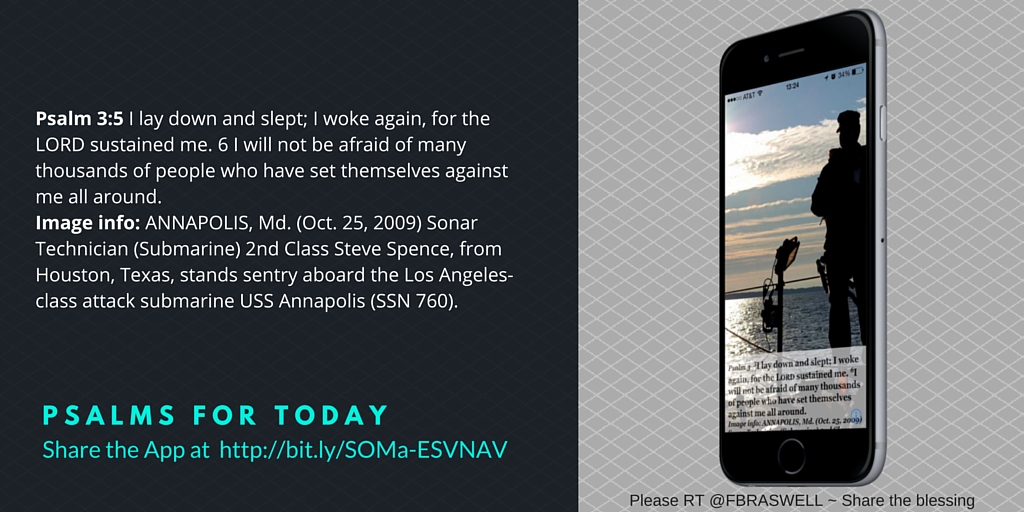 Psalm 3:5 I lay down and slept; I woke again, for the
LORD sustained me. 6 I will not be afraid of many
thousands of people who have set themselves against
me all around.
Image info: ANNAPOLIS, Md. (Oct. 25, 2009) Sonar
Technician (Submarine) 2nd Class Steve Spence, from
Houston, Texas, stands sentry aboard the Los Angeles-
class attack submarine USS Annapolis (SSN 760).
PSALMS FOR TODAY
Share the App at http://bit.ly/SOMa-ESVNAV
AT&T 13:24 34%
Psalm 3 5I lay down and slept; I woke
again, for the LORD sustained me. 6I
will not be afraid of many thousands
of people who have set themselves
against me all around.
Image info: ANNAPOLIS, Md. (Oct. 25, 2009)
Please RT @FBRASWELL ~ Share the blessing